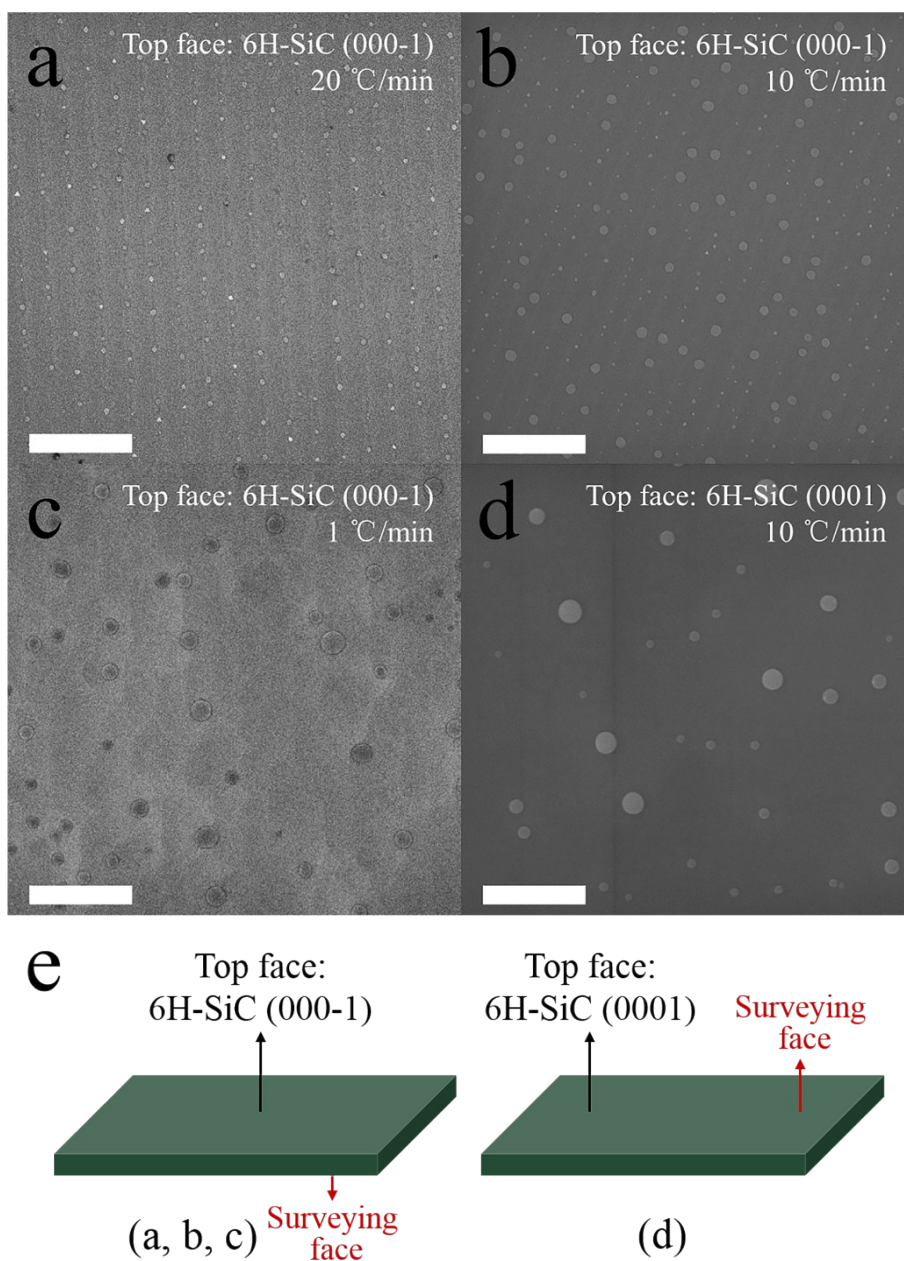 a
Top face: 6H-SiC (000-1)
20 ℃/min
b
Top face: 6H-SiC (000-1)
10 ℃/min
c
Top face: 6H-SiC (000-1)
1 ℃/min
d
Top face: 6H-SiC (0001)
10 ℃/min
e
Top face:
6H-SiC (000-1)
Surveying
face
(a, b, c)
Top face:
6H-SiC (0001)
Surveying
face
(d)